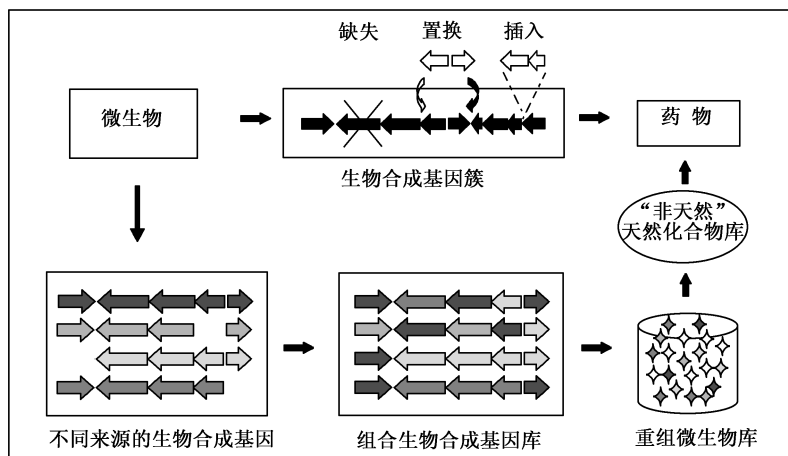 缺失 置换 插入
微生物
药 物
生物合成基因簇
“非天然”
天然化合物库
不同来源的生物合成基因
组合生物合成基因库
重组微生物库